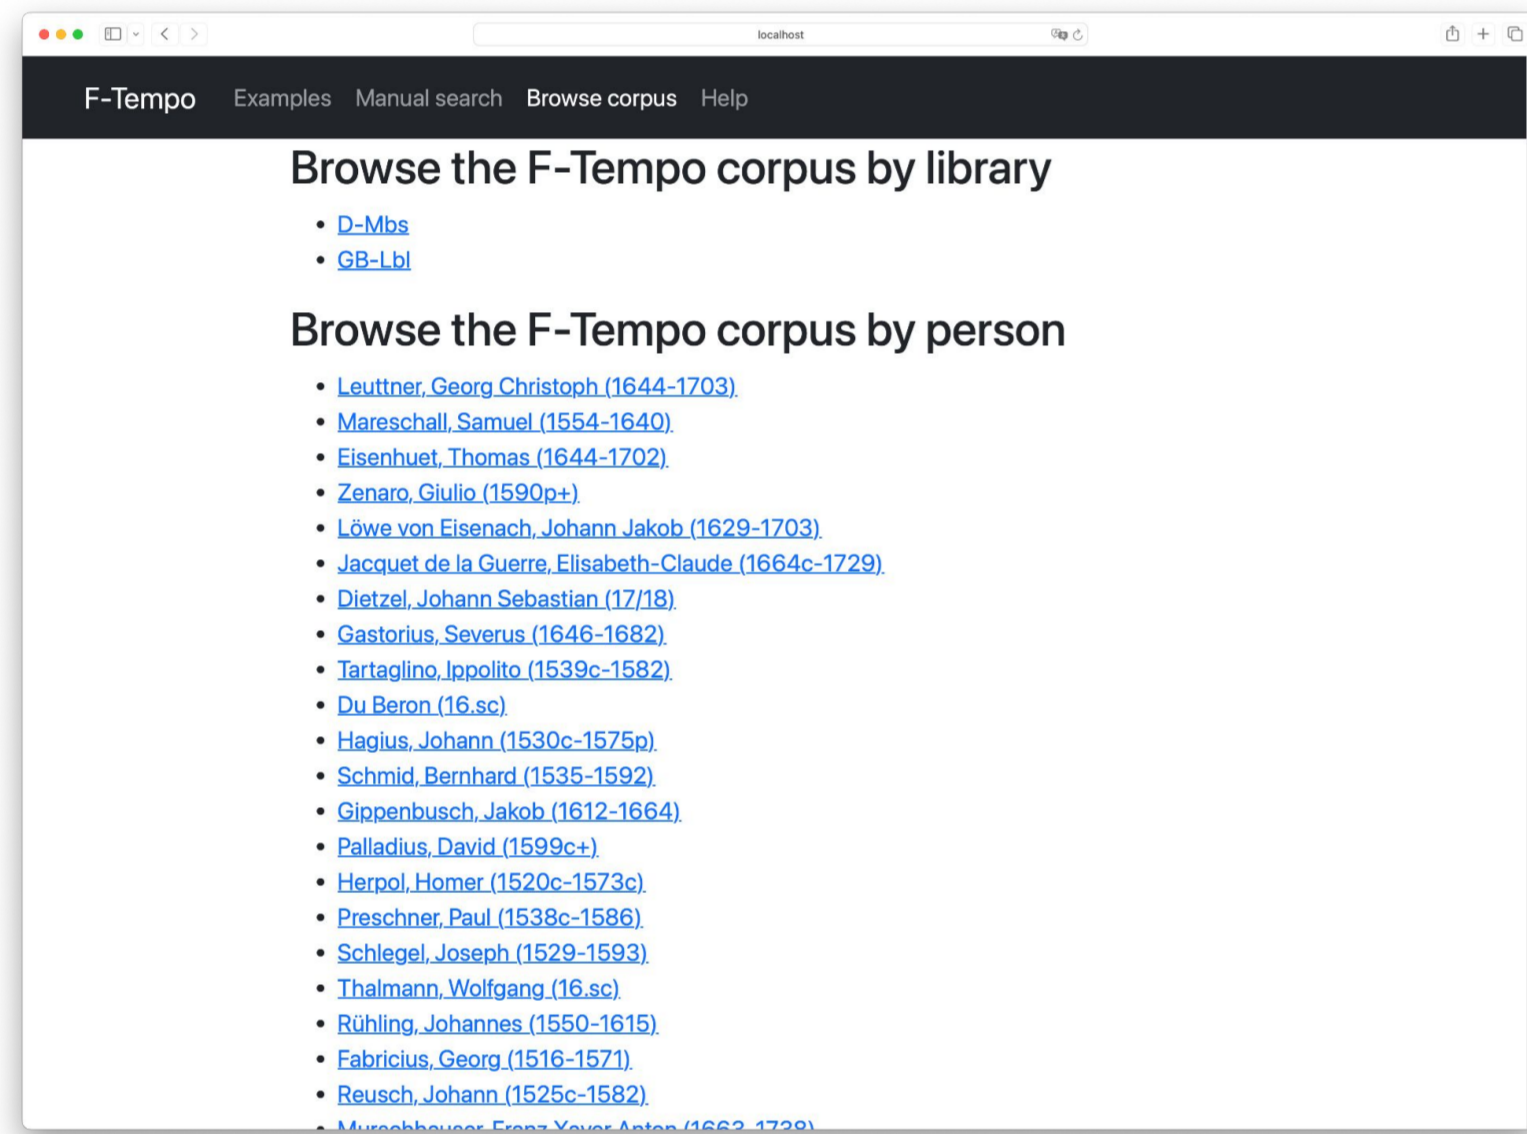 localhost
F-Tempo Examples Manual search Browse corpus Help
Browse the F-Tempo corpus by library
• D-Mbs
• GB-Lbl
Browse the F-Tempo corpus by person
• Leuttner, Georg Christoph (1644-1703)
• Mareschall, Samuel (1554-1640)
• Eisenhuet, Thomas (1644-1702)
• Zenaro, Giulio (1590p+)
• Löwe von Eisenach, Johann Jakob (1629-1703)
• Jacquet de la Guerre, Elisabeth-Claude (1664c-1729)
• Dietzel, Johann Sebastian (17/18)
• Gastorius, Severus (1646-1682)
• Tartaglino, Ippolito (1539c-1582)
• Du Beron (16.sc)
• Hagius, Johann (1530c-1575p)
• Schmid, Bernhard (1535-1592)
• Gippenbusch, Jakob (1612-1664)
• Palladius, David (1599c+)
• Herpol, Homer (1520c-1573c)
• Preschner, Paul (1538c-1586)
• Schlegel, Joseph (1529-1593)
• Thalmann, Wolfgang (16.sc)
• Rühling, Johannes (1550-1615)
• Fabricius, Georg (1516-1571)
• Reusch, Johann (1525c-1582)
• Murschhauser, Franz Xaver Anton (1663-1738)